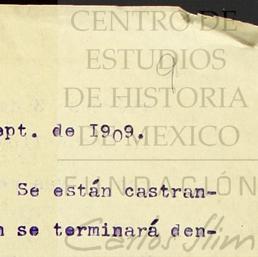 CENTRO DE
ESTUDIOS
DE HISTORIA
DE MEXICO
FUNDACIÓN
Carlos Slim
9
ept. de I909.
Se están castran-
n se terminará den-